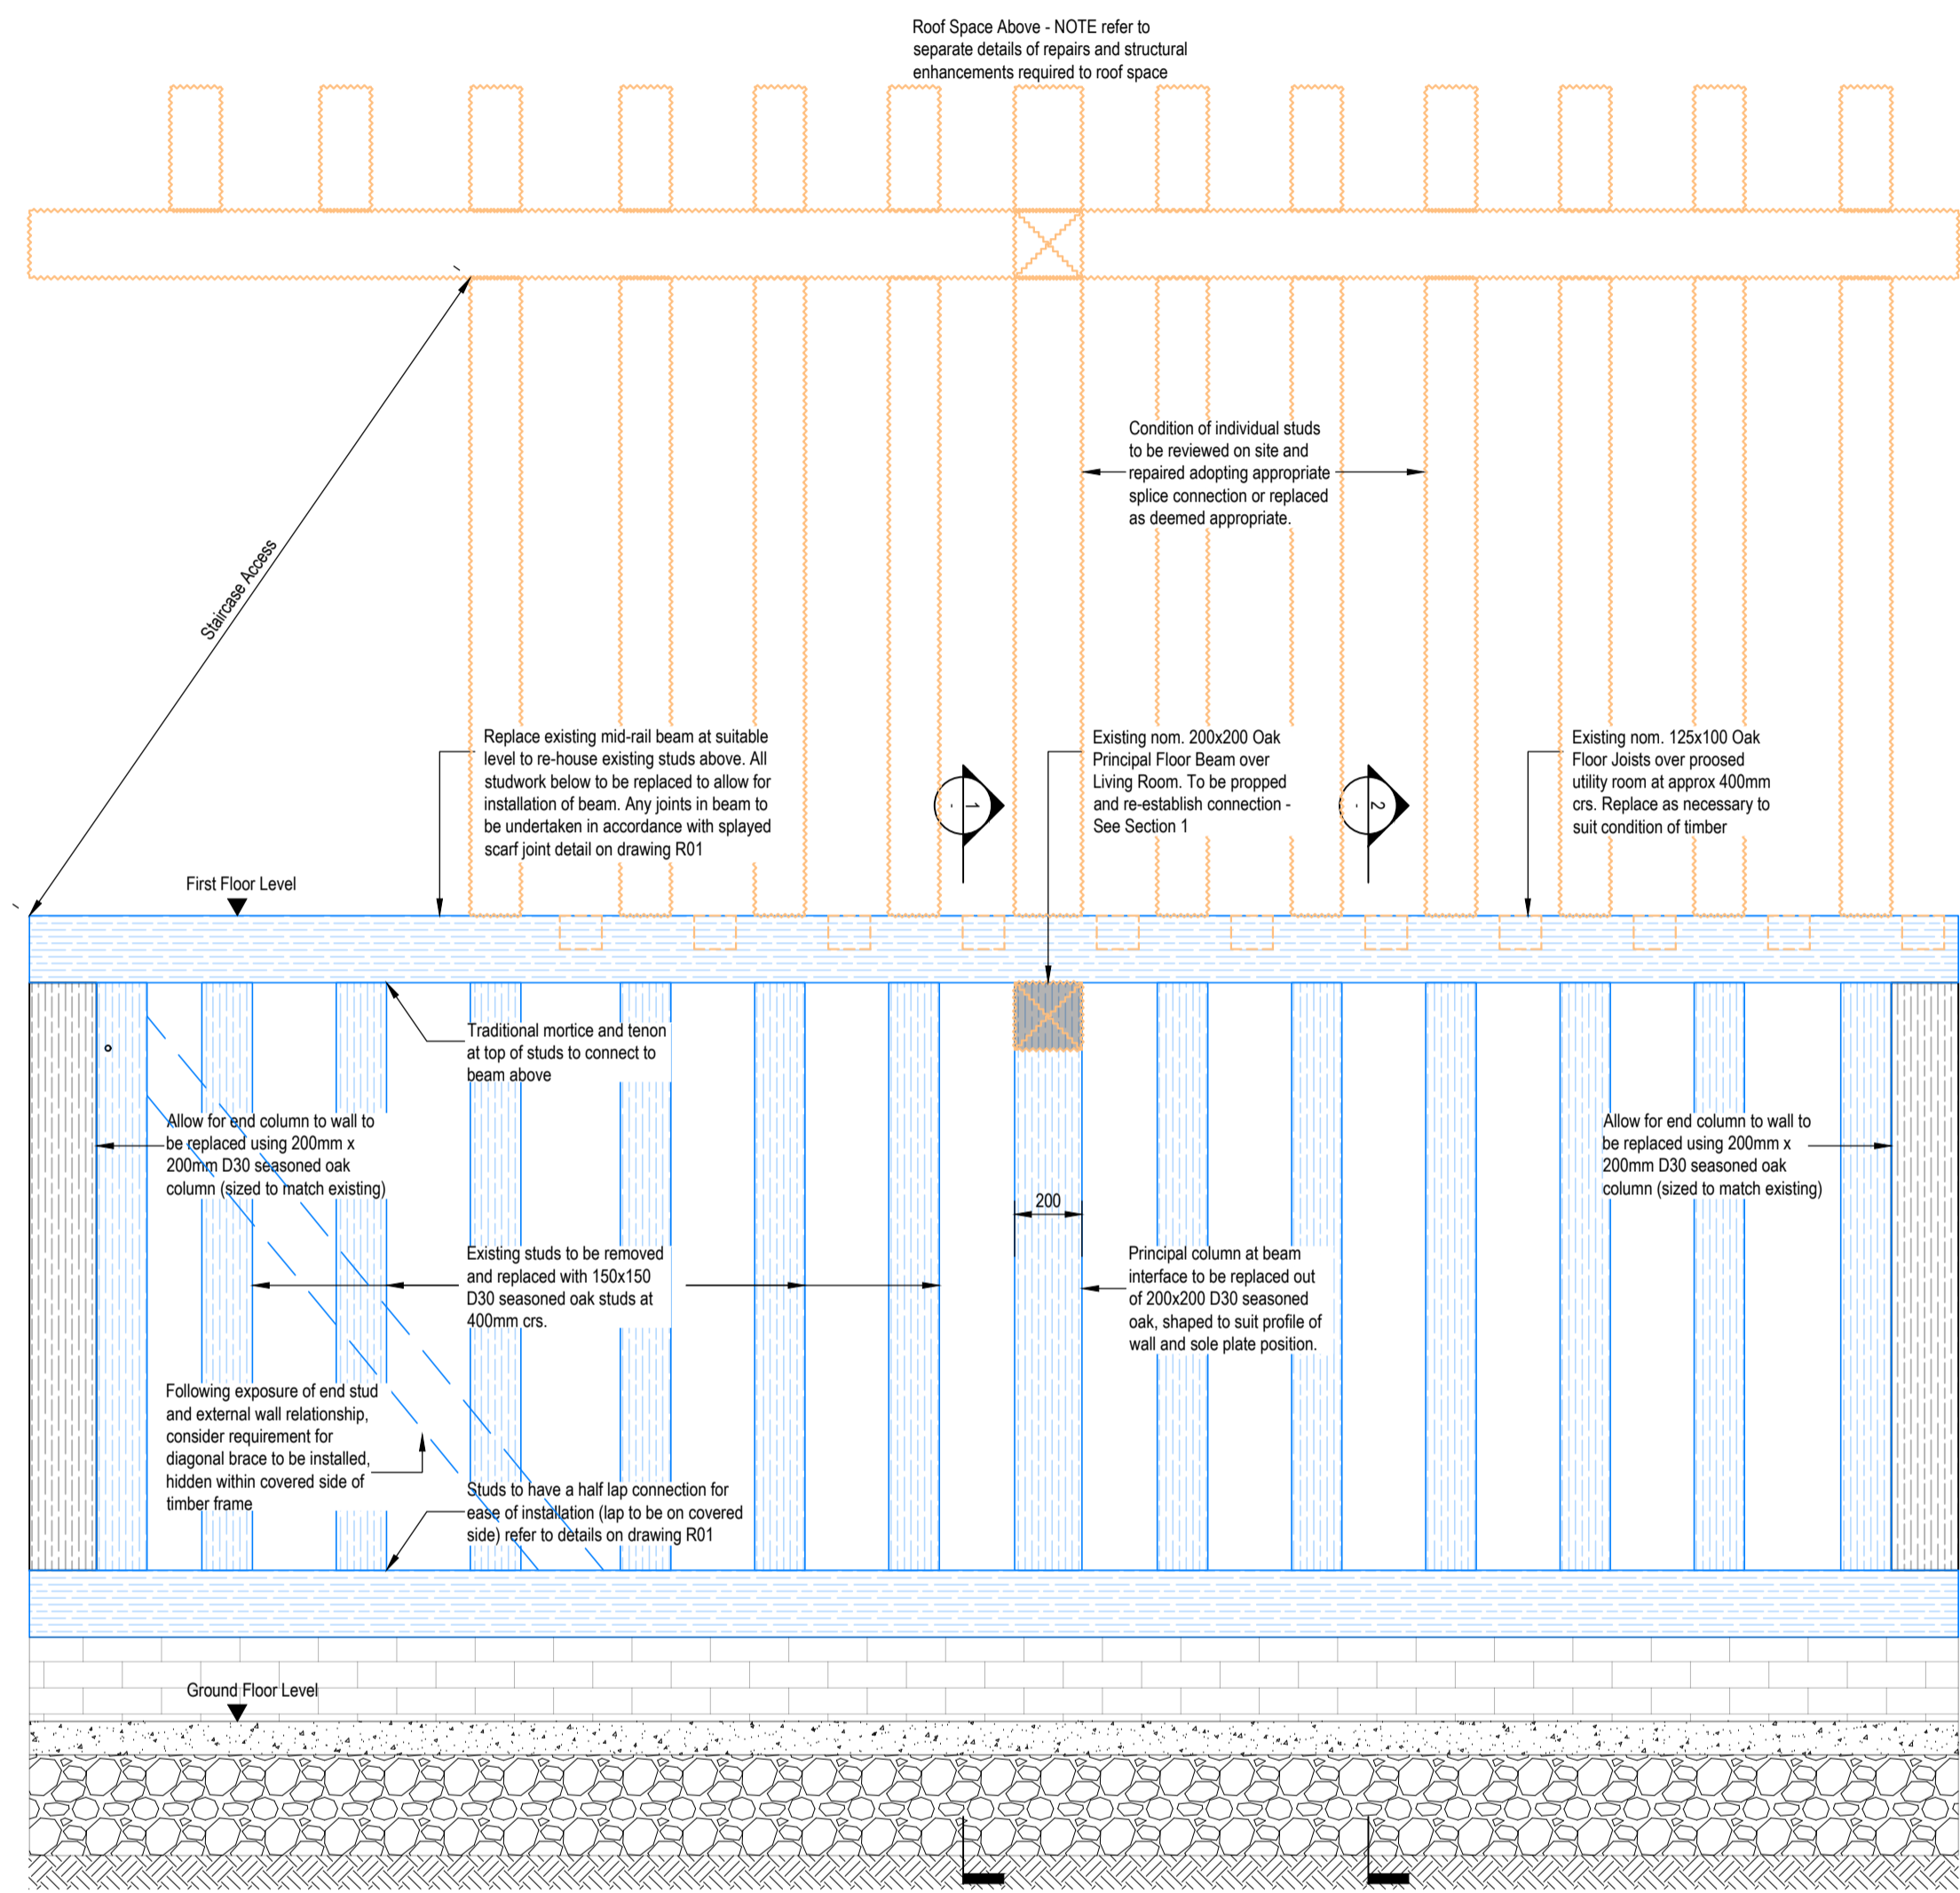 Roof Space Above - NOTE refer to
separate details of repairs and structural
enhancements required to roof space
Condition of individual studs
to be reviewed on site and
repaired adopting appropriate
splice connection or replaced
as deemed appropriate.
Staircase Access
Replace existing mid-rail beam at suitable
level to re-house existing studs above. All
studwork below to be replaced to allow for
installation of beam. Any joints in beam to
be undertaken in accordance with splayed
scarf joint detail on drawing R01
1
-
Existing nom. 200x200 Oak
Principal Floor Beam over
Living Room. To be propped
and re-establish connection -
See Section 1
2
-
Existing nom. 125x100 Oak
Floor Joists over proosed
utility room at approx 400mm
crs. Replace as necessary to
suit condition of timber
First Floor Level
Traditional mortice and tenon
at top of studs to connect to
beam above
Allow for end column to wall to
be replaced using 200mm x
200mm D30 seasoned oak
column (sized to match existing)
Allow for end column to wall to
be replaced using 200mm x
200mm D30 seasoned oak
column (sized to match existing)
200
Existing studs to be removed
and replaced with 150x150
D30 seasoned oak studs at
400mm crs.
Principal column at beam
interface to be replaced out
of 200x200 D30 seasoned
oak, shaped to suit profile of
wall and sole plate position.
Following exposure of end stud
and external wall relationship,
consider requirement for
diagonal brace to be installed,
hidden within covered side of
timber frame
Studs to have a half lap connection for
ease of installation (lap to be on covered
side) refer to details on drawing R01
Ground Floor Level